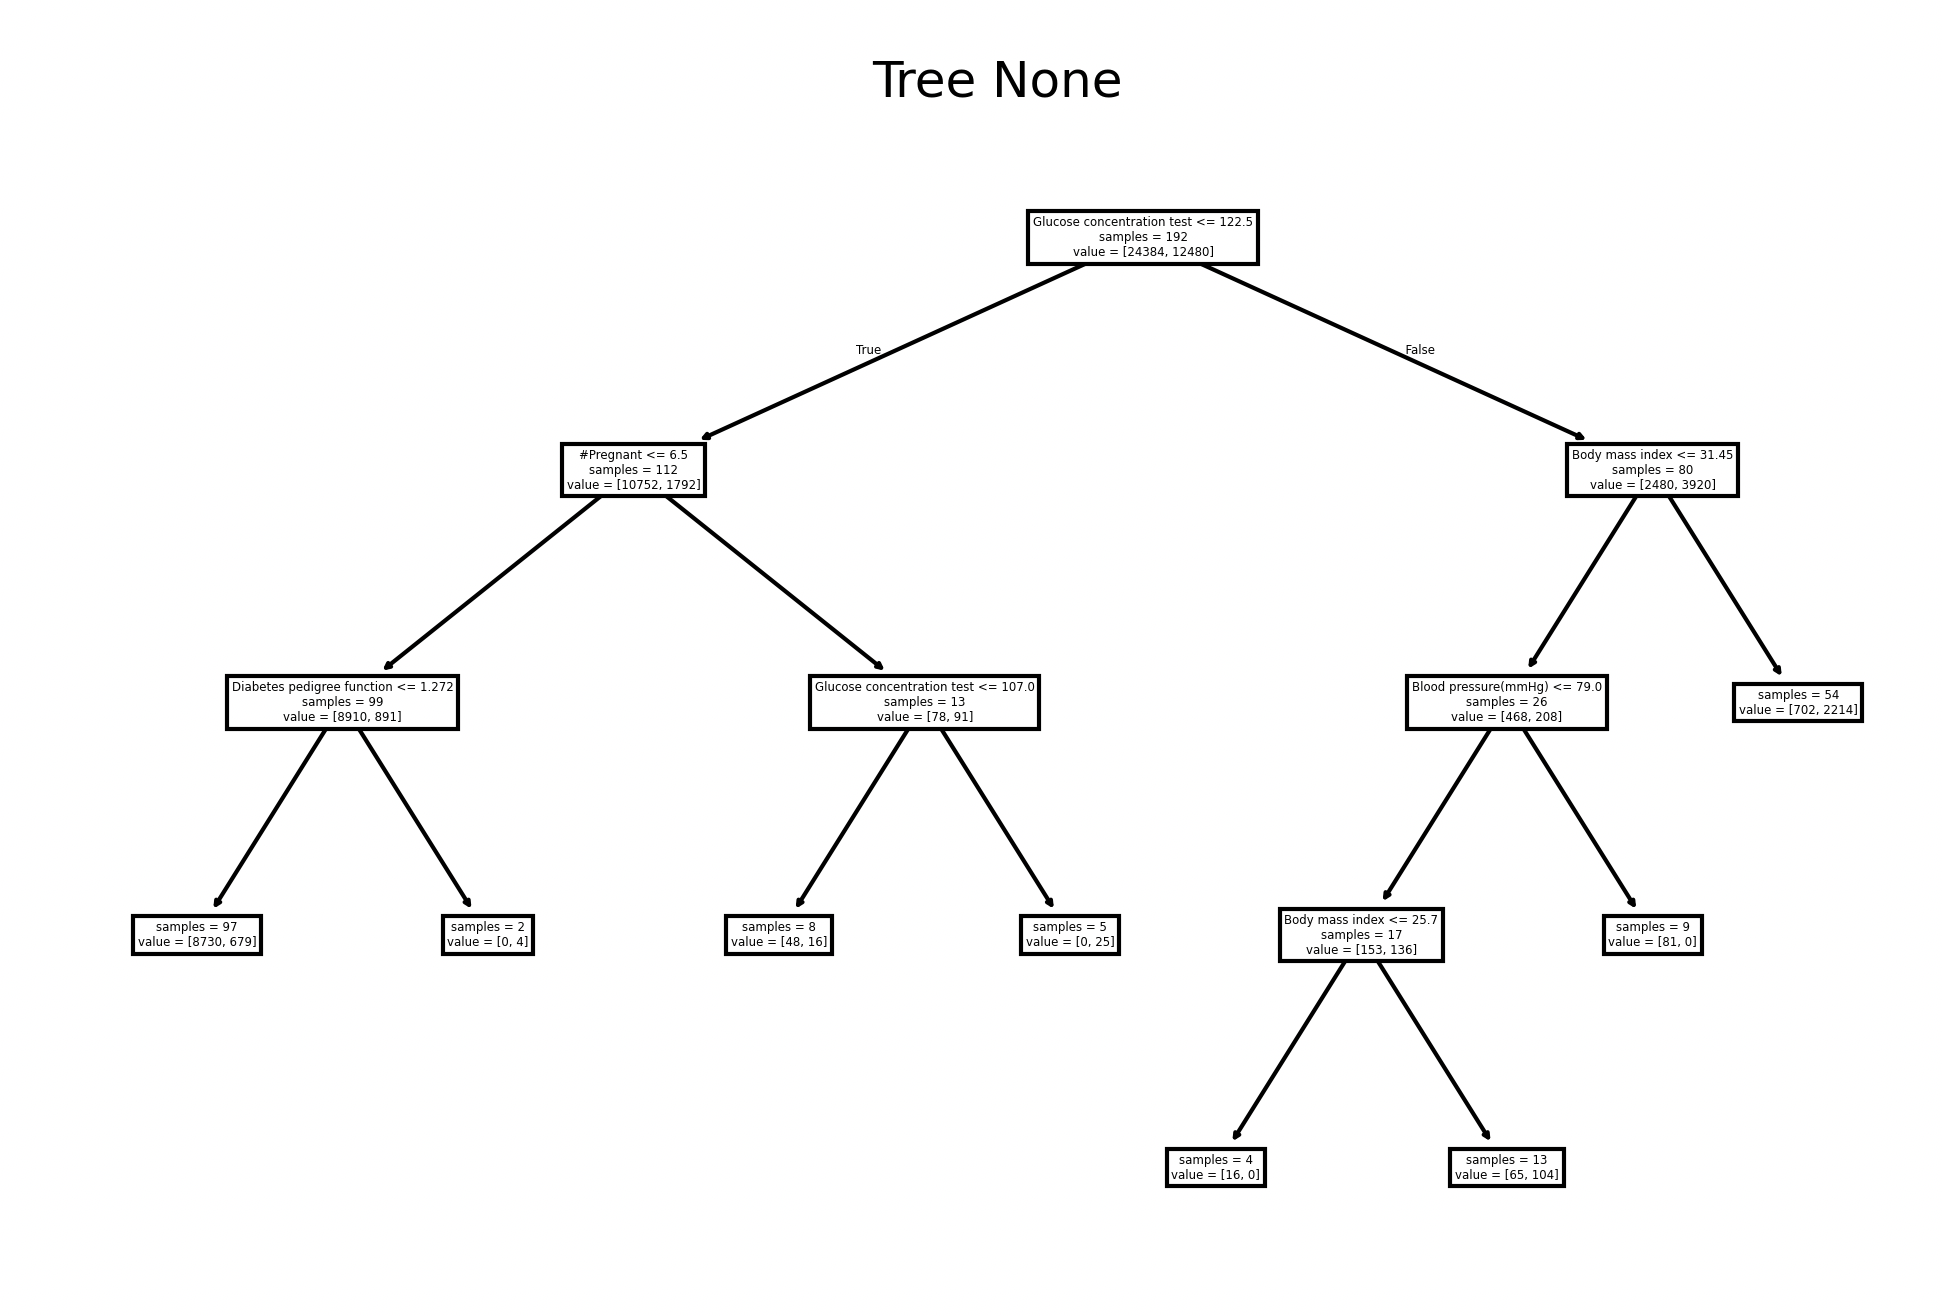 Tree None
Glucose concentration test <= 122.5
samples = 192
value = [24384, 12480]
True
False
#Pregnant <= 6.5
samples = 112
value = [10752, 1792]
Body mass index <= 31.45
samples = 80
value = [2480, 3920]
Diabetes pedigree function <= 1.272
samples = 99
value = [8910, 891]
Glucose concentration test <= 107.0
samples = 13
value = [78, 91]
Blood pressure(mmHg) <= 79.0
samples = 26
value = [468, 208]
samples = 54
value = [702, 2214]
samples = 97
value = [8730, 679]
samples = 2
value = [0, 4]
samples = 8
value = [48, 16]
samples = 5
value = [0, 25]
Body mass index <= 25.7
samples = 17
value = [153, 136]
samples = 9
value = [81, 0]
samples = 4
value = [16, 0]
samples = 13
value = [65, 104]